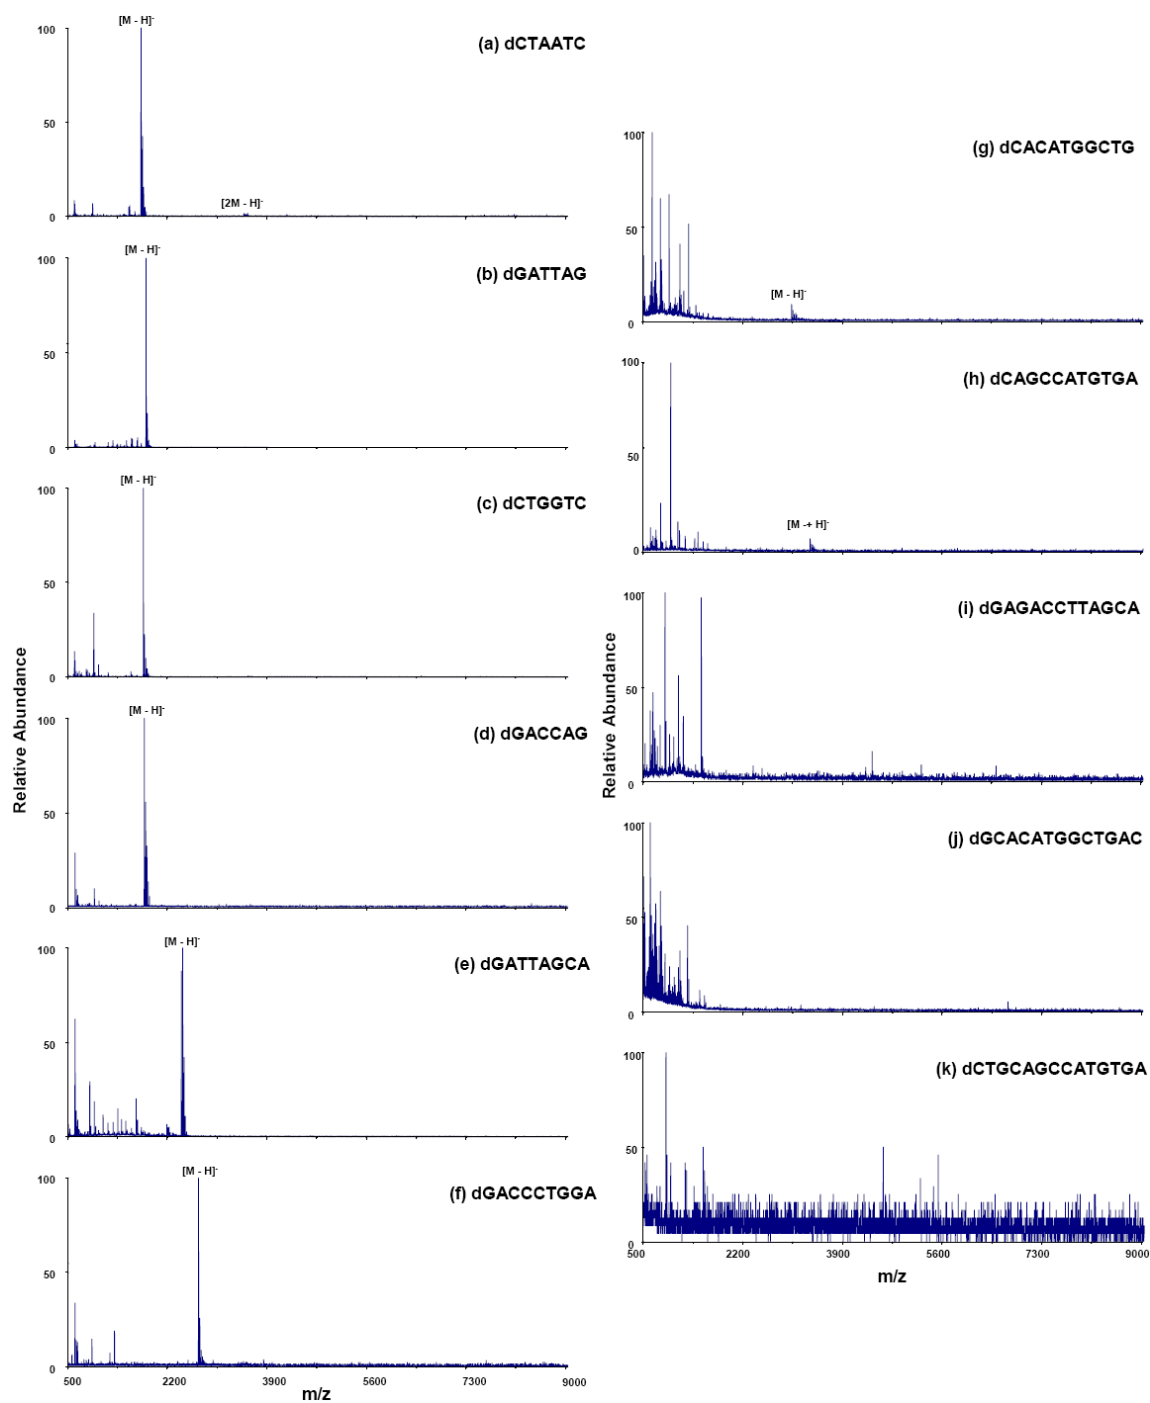 [M - H]-
100
(a) dCTAATC
50
[2M - H]-
0
[M - H]-
100
(b) dGATTAG
50
0
[M - H]-
100
(c) dCTGGTC
50
0
[M - H]-
100
(d) dGACCAG
50
0
[M - H]-
100
(e) dGATTAGCA
50
0
[M - H]-
100
(f) dGACCCTGGA
50
0
500 2200 3900 5600 7300 9000
m/z
Relative Abundance
100
(g) dCACATGGCTG
50
[M - H]-
0
100
(h) dCAGCCATGTGA
50
[M -+ H]-
0
100
(i) dGAGACCTTAGCA
50
0
100
(j) dGCACATGGCTGAC
50
0
100
(k) dCTGCAGCCATGTGA
50
0
500 2200 3900 5600 7300 9000
m/z
Relative Abundance